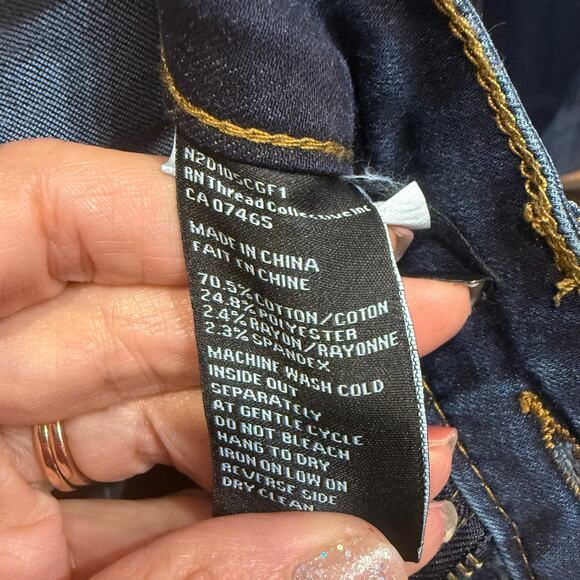 N2D105CGF1
RN Thread Collective Inc
CA 07465
MADE IN CHINA
FAIT EN CHINE
70.5% COTTON/COTON
24.8% POLYESTER
2.4% RAYON/RAYONNE
2.3% SPANDEX
MACHINE WASH COLD
INSIDE OUT
SEPARATELY
AT GENTLE CYCLE
DO NOT BLEACH
HANG TO DRY
IRON ON LOW ON
REVERSE SIDE
DRY CLEAN